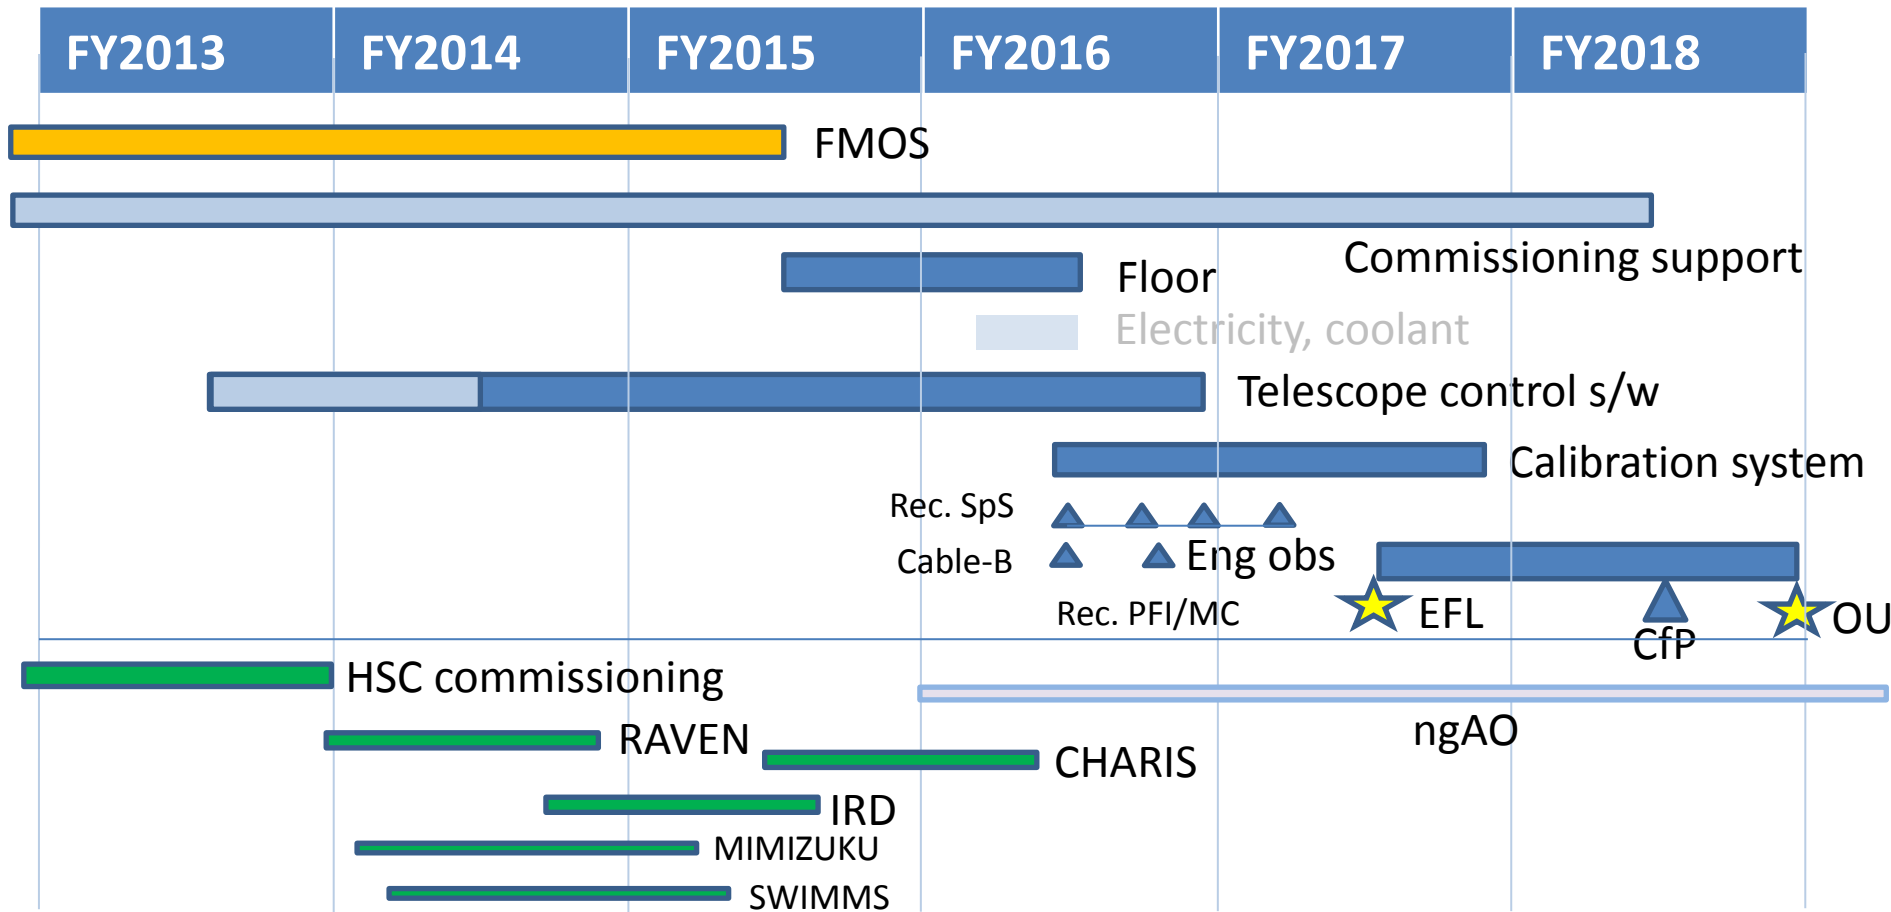 FY2013 FY2014 FY2015 FY2016 FY2017 FY2018
FMOS
Commissioning support
Floor
Electricity, coolant
Telescope control s/w
Calibration system
Rec. SpS
Cable-B
Eng obs
Rec. PFI/MC
EFL
CfP
OU
HSC commissioning
ngAO
RAVEN
CHARIS
IRD
MIMIZUKU
SWIMMS